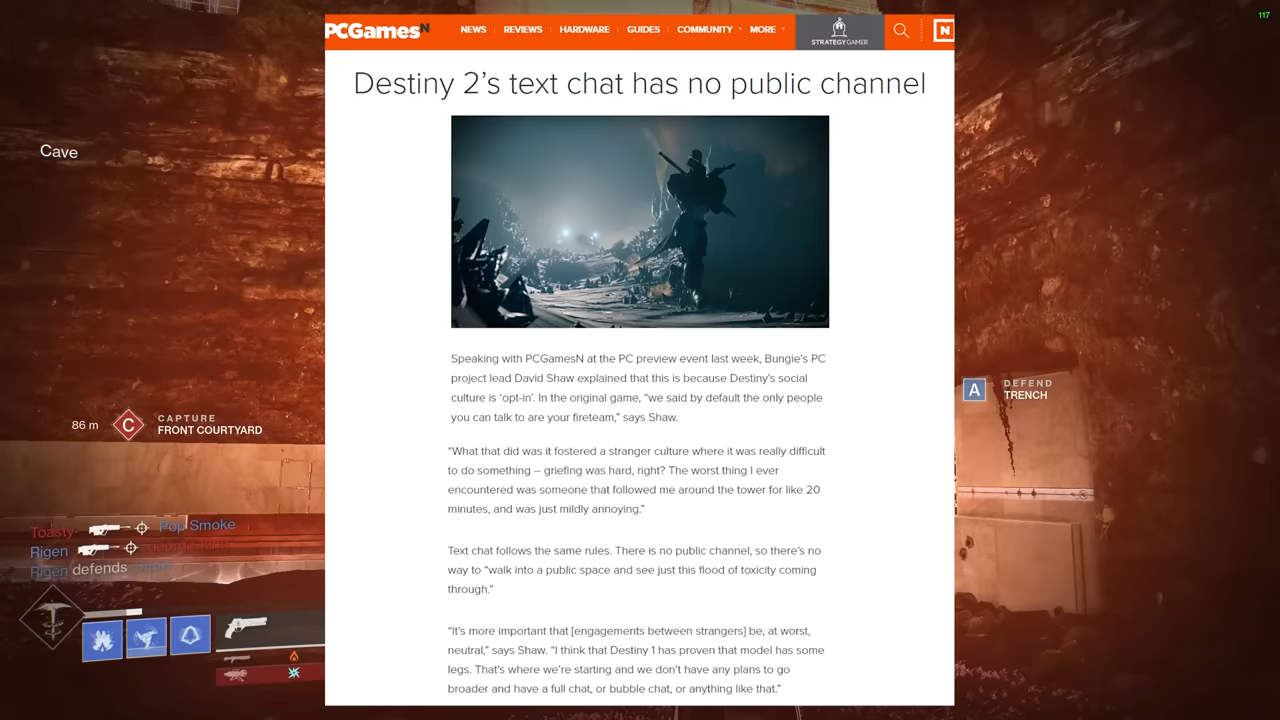 117
PCGamesN
NEWS REVIEWS HARDWARE GUIDES COMMUNITY MORE
STRATEGYGAMER
N
Destiny 2’s text chat has no public channel
Cave
Speaking with PCGamesN at the PC preview event last week, Bungie’s PC
project lead David Shaw explained that this is because Destiny’s social
culture is ‘opt-in’. In the original game, “we said by default the only people
you can talk to are your fireteam,” says Shaw.
“What that did was it fostered a stranger culture where it was really difficult
to do something – griefing was hard, right? The worst thing I ever
encountered was someone that followed me around the tower for like 20
minutes, and was just mildly annoying.”
Text chat follows the same rules. There is no public channel, so there’s no
way to “walk into a public space and see just this flood of toxicity coming
through.”
“It’s more important that [engagements between strangers] be, at worst,
neutral,” says Shaw. “I think that Destiny 1 has proven that model has some
legs. That’s where we’re starting and we don’t have any plans to go
broader and have a full chat, or bubble chat, or anything like that.”
A
DEFEND
TRENCH
86 m
C
CAPTURE
FRONT COURTYARD
Toasty Pop Smoke
Rigen
Rigen defends